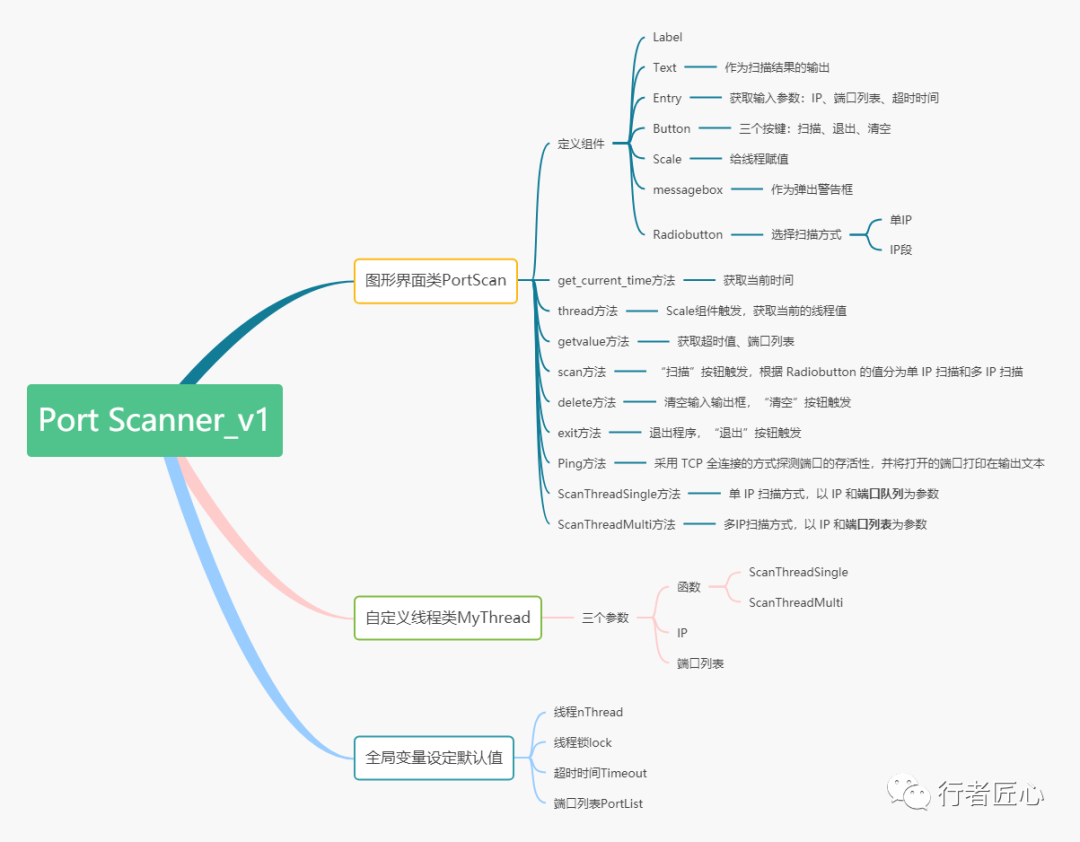 Port Scanner_v1
图形界面类PortScan
定义组件
Label
Text
作为扫描结果的输出
Entry
获取输入参数：IP、端口列表、超时时间
Button
三个按键：扫描、退出、清空
Scale
给线程赋值
messagebox
作为弹出警告框
Radiobutton
选择扫描方式
单IP
IP段
get_current_time方法
获取当前时间
thread方法
Scale组件触发，获取当前的线程值
getvalue方法
获取超时值、端口列表
scan方法
“扫描”按钮触发，根据 Radiobutton 的值分为单 IP 扫描和多 IP 扫描
delete方法
清空输入输出框，“清空”按钮触发
exit方法
退出程序，“退出”按钮触发
Ping方法
采用 TCP 全连接的方式探测端口的存活性，并将打开的端口打印在输出文本
ScanThreadSingle方法
单 IP 扫描方式，以 IP 和端口队列为参数
ScanThreadMulti方法
多IP扫描方式，以 IP 和端口列表为参数
自定义线程类MyThread
三个参数
函数
ScanThreadSingle
ScanThreadMulti
IP
端口列表
全局变量设定默认值
线程nThread
线程锁lock
超时时间Timeout
端口列表PortList
行者匠心